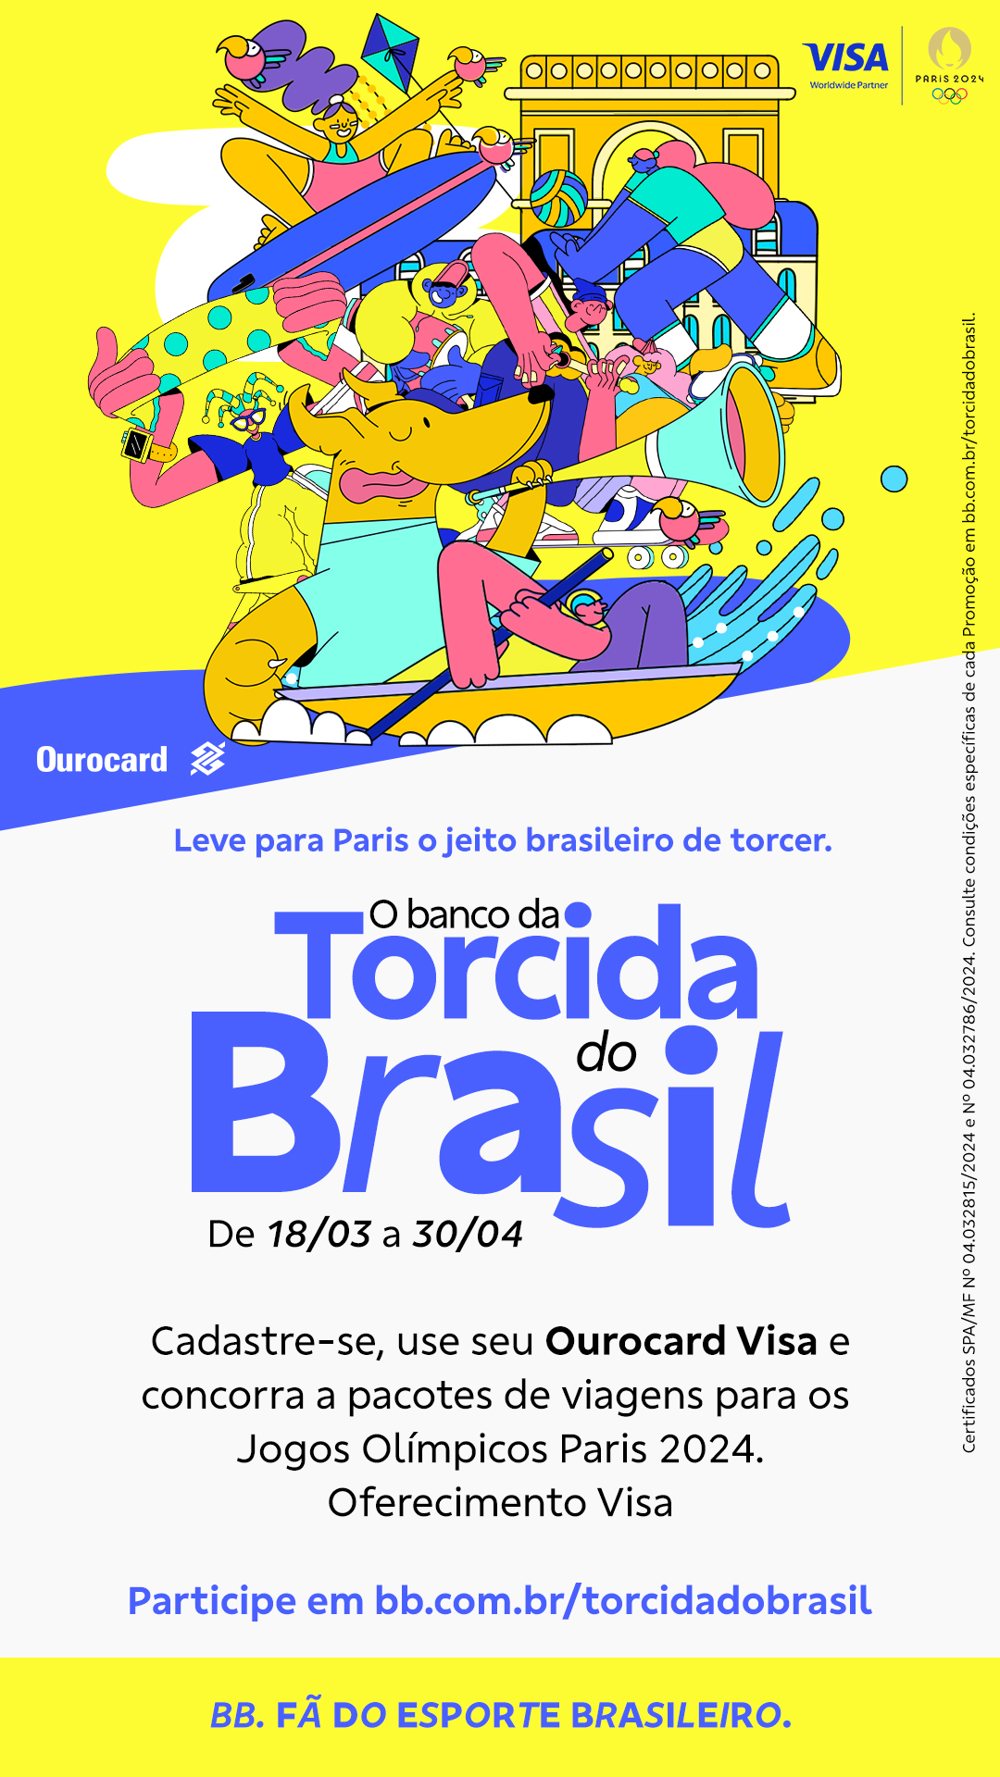 VISA
Worldwide Partner
PARIS 2024
Ourocard
Leve para Paris o jeito brasileiro de torcer.
O banco da
Torcida
do
Brasil
De 18/03 a 30/04
Cadastre-se, use seu Ourocard Visa e
concorra a pacotes de viagens para os
Jogos Olímpicos Paris 2024.
Oferecimento Visa
Participe em bb.com.br/torcidadobrasil
BB. FÃ DO ESPORTE BRASILEIRO.
Certificados SPA/MF Nº 04.032815/2024 e Nº 04.032786/2024. Consulte condições específicas de cada Promoção em bb.com.br/torcidadobrasil.